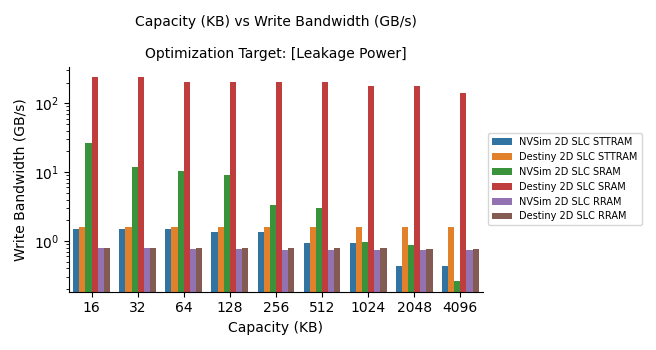 Capacity (KB) vs Write Bandwidth (GB/s)
Optimization Target: [Leakage Power]
Write Bandwidth (GB/s)
10²
10¹
10⁰
16 32 64 128 256 512 1024 2048 4096
Capacity (KB)
NVSim 2D SLC STTRAM
Destiny 2D SLC STTRAM
NVSim 2D SLC SRAM
Destiny 2D SLC SRAM
NVSim 2D SLC RRAM
Destiny 2D SLC RRAM